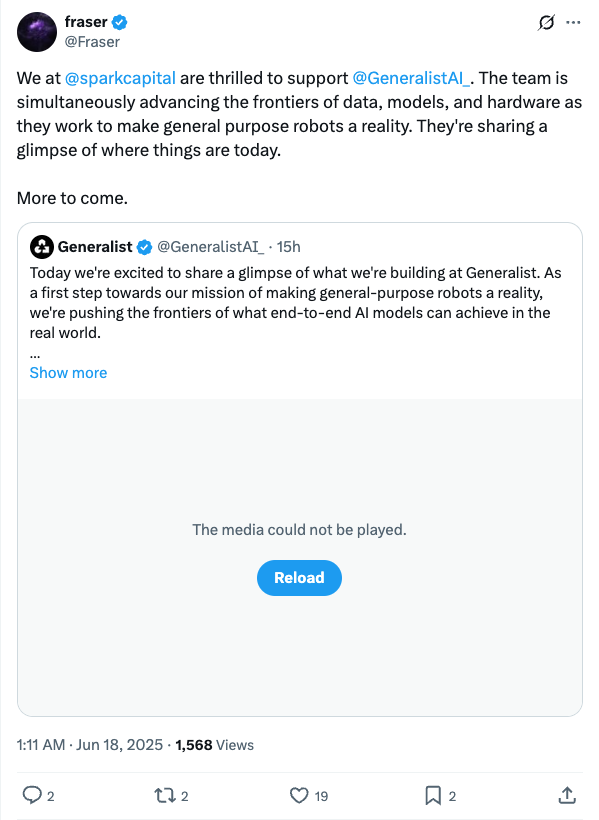 fraser
@Fraser
We at @sparkcapital are thrilled to support @GeneralistAI_. The team is
simultaneously advancing the frontiers of data, models, and hardware as
they work to make general purpose robots a reality. They're sharing a
glimpse of where things are today.
More to come.
Generalist @GeneralistAI_ · 15h
Today we're excited to share a glimpse of what we're building at Generalist. As
a first step towards our mission of making general-purpose robots a reality,
we're pushing the frontiers of what end-to-end AI models can achieve in the
real world.
...
Show more
The media could not be played.
Reload
1:11 AM · Jun 18, 2025 · 1,568 Views
2 2 19 2